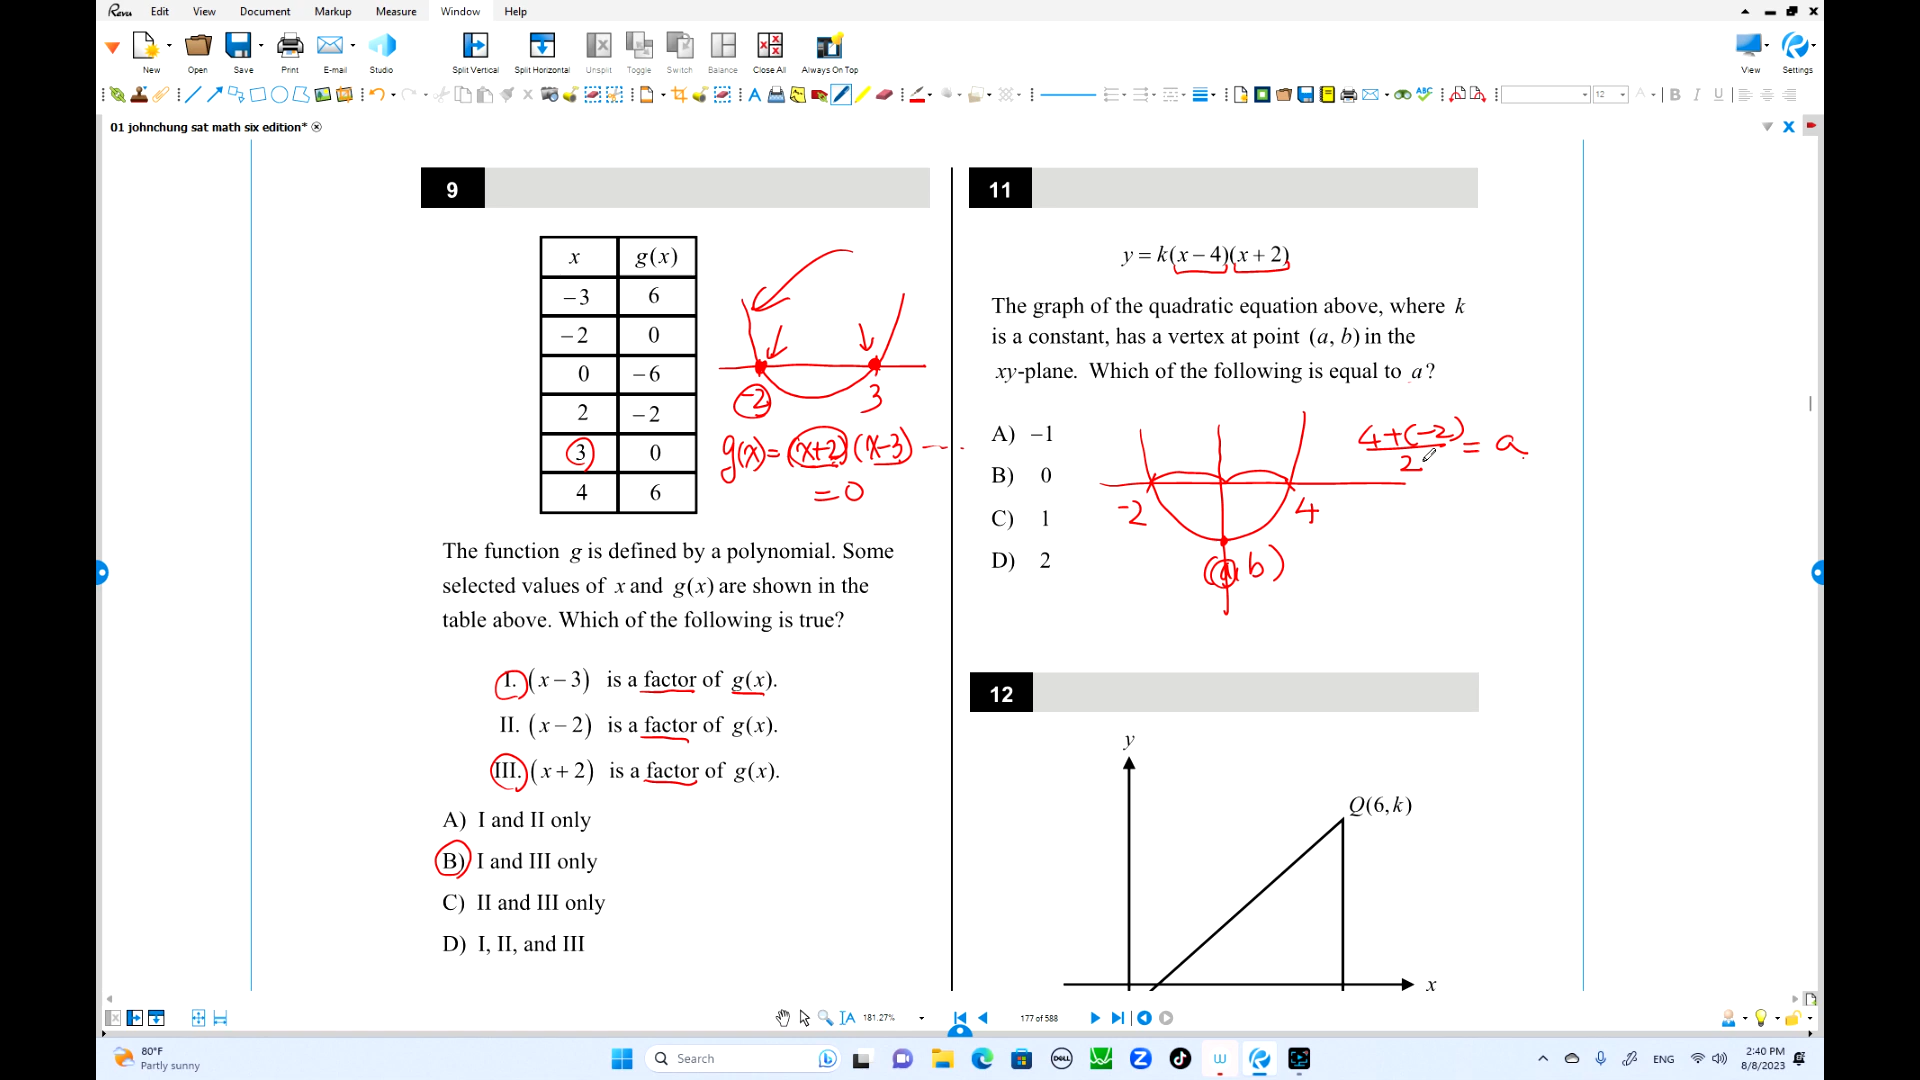 Revu Edit View Document Markup Measure Window Help
New Open Save Print E-mail Studio Split Vertical Split Horizontal Unsplit Toggle Switch Balance Close All Always On Top View Settings
12 B I U
01 johnchung sat math six edition*
9
x g(x)
−3 6
−2 0
0 −6
2 −2
3 0
4 6
-2 3
g(x)= (x+2)(x-3) ----
=0
The function g is defined by a polynomial. Some
selected values of x and g(x) are shown in the
table above. Which of the following is true?
I. (x−3) is a factor of g(x).
II. (x−2) is a factor of g(x).
III. (x+2) is a factor of g(x).
A) I and II only
B) I and III only
C) II and III only
D) I, II, and III
11
y = k(x−4)(x+2)
The graph of the quadratic equation above, where k
is a constant, has a vertex at point (a, b) in the
xy-plane. Which of the following is equal to a?
A) −1
B) 0
C) 1
D) 2
-2 4
(a, b)
4+(-2)
2
= a
12
y
Q(6,k)
x
181.27% 177 of 588
80°F
Partly sunny
Search
DELL
ENG
2:40 PM
8/8/2023